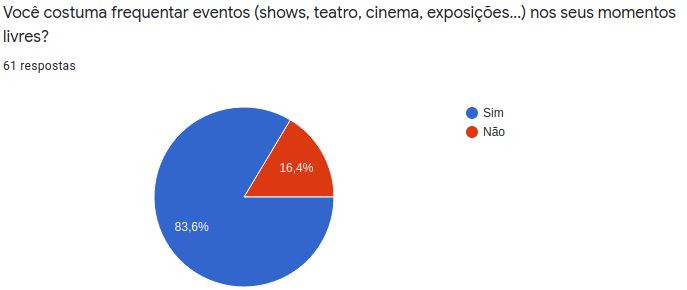 Você costuma frequentar eventos (shows, teatro, cinema, exposições...) nos seus momentos
livres?
61 respostas
Sim
Não
16,4%
83,6%